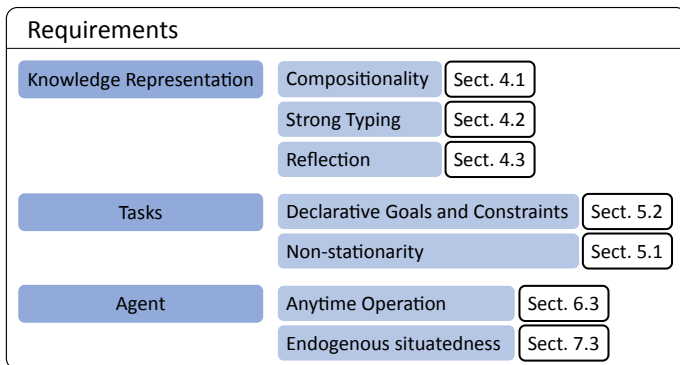 Requirements
Knowledge Representation Compositionality Sect. 4.1
Strong Typing Sect. 4.2
Reflection Sect. 4.3
Tasks Declarative Goals and Constraints Sect. 5.2
Non-stationarity Sect. 5.1
Agent Anytime Operation Sect. 6.3
Endogenous situatedness Sect. 7.3